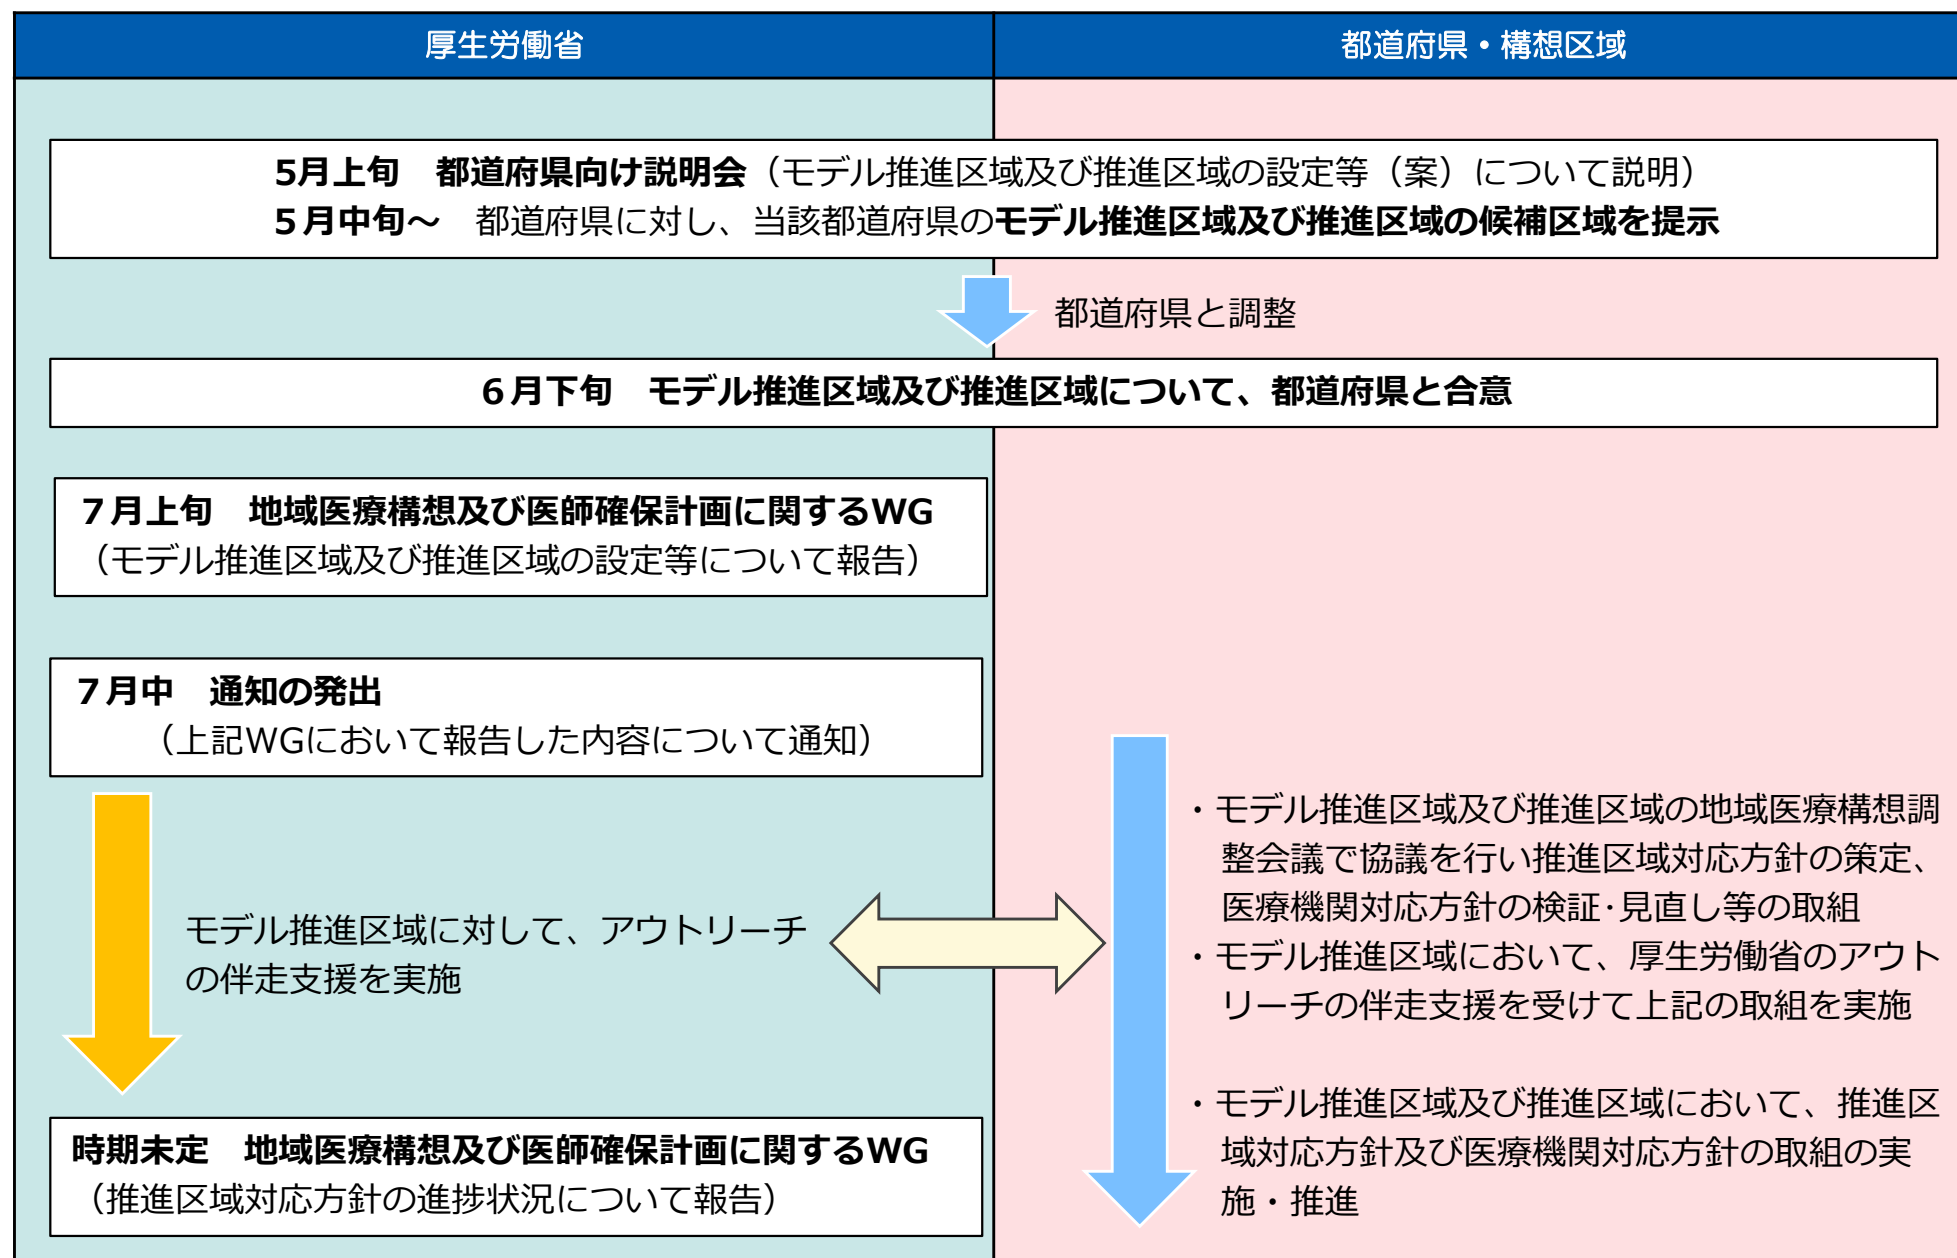 厚生労働省
都道府県・構想区域
5月上旬　都道府県向け説明会（モデル推進区域及び推進区域の設定等（案）について説明）
５月中旬～　都道府県に対し、当該都道府県のモデル推進区域及び推進区域の候補区域を提示
都道府県と調整
６月下旬　モデル推進区域及び推進区域について、都道府県と合意
７月上旬　地域医療構想及び医師確保計画に関するWG
（モデル推進区域及び推進区域の設定等について報告）
７月中　通知の発出
（上記WGにおいて報告した内容について通知）
モデル推進区域に対して、アウトリーチ
の伴走支援を実施
時期未定　地域医療構想及び医師確保計画に関するWG
（推進区域対応方針の進捗状況について報告）
・モデル推進区域及び推進区域の地域医療構想調
整会議で協議を行い推進区域対応方針の策定、
医療機関対応方針の検証･見直し等の取組
・モデル推進区域において、厚生労働省のアウト
リーチの伴走支援を受けて上記の取組を実施
・モデル推進区域及び推進区域において、推進区
域対応方針及び医療機関対応方針の取組の実
施・推進